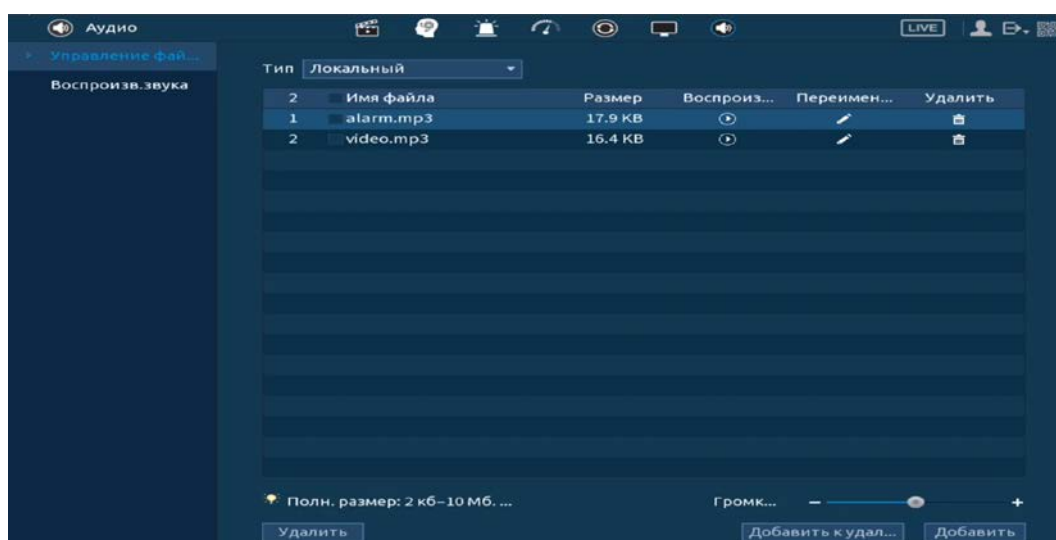 Аудио LIVE
Управление фай...
Воспроизв.звука
Тип Локальный
2 Имя файла Размер Воспроиз... Переимен... Удалить
1 alarm.mp3 17.9 KB
2 video.mp3 16.4 KB
Полн. размер: 2 кб–10 Мб. ... Громк... – +
Удалить Добавить к удал... Добавить